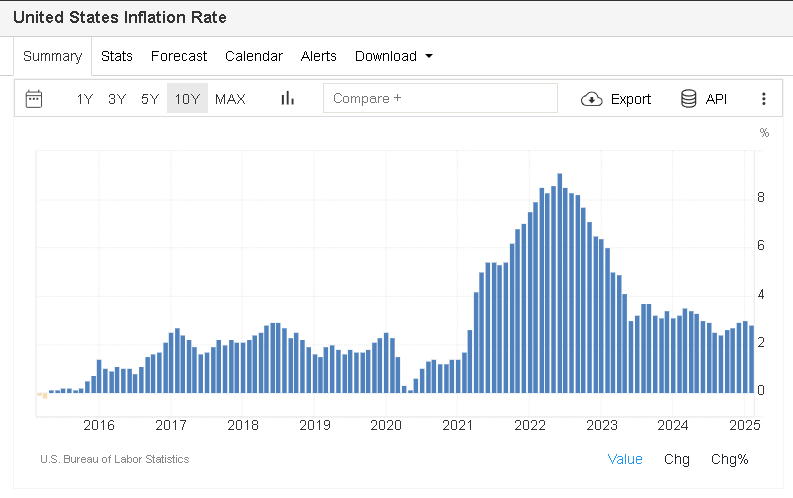 United States Inflation Rate
Summary Stats Forecast Calendar Alerts Download
1Y 3Y 5Y 10Y MAX Compare + Export API
%
8
6
4
2
0
2016 2017 2018 2019 2020 2021 2022 2023 2024 2025
U.S. Bureau of Labor Statistics Value Chg Chg%